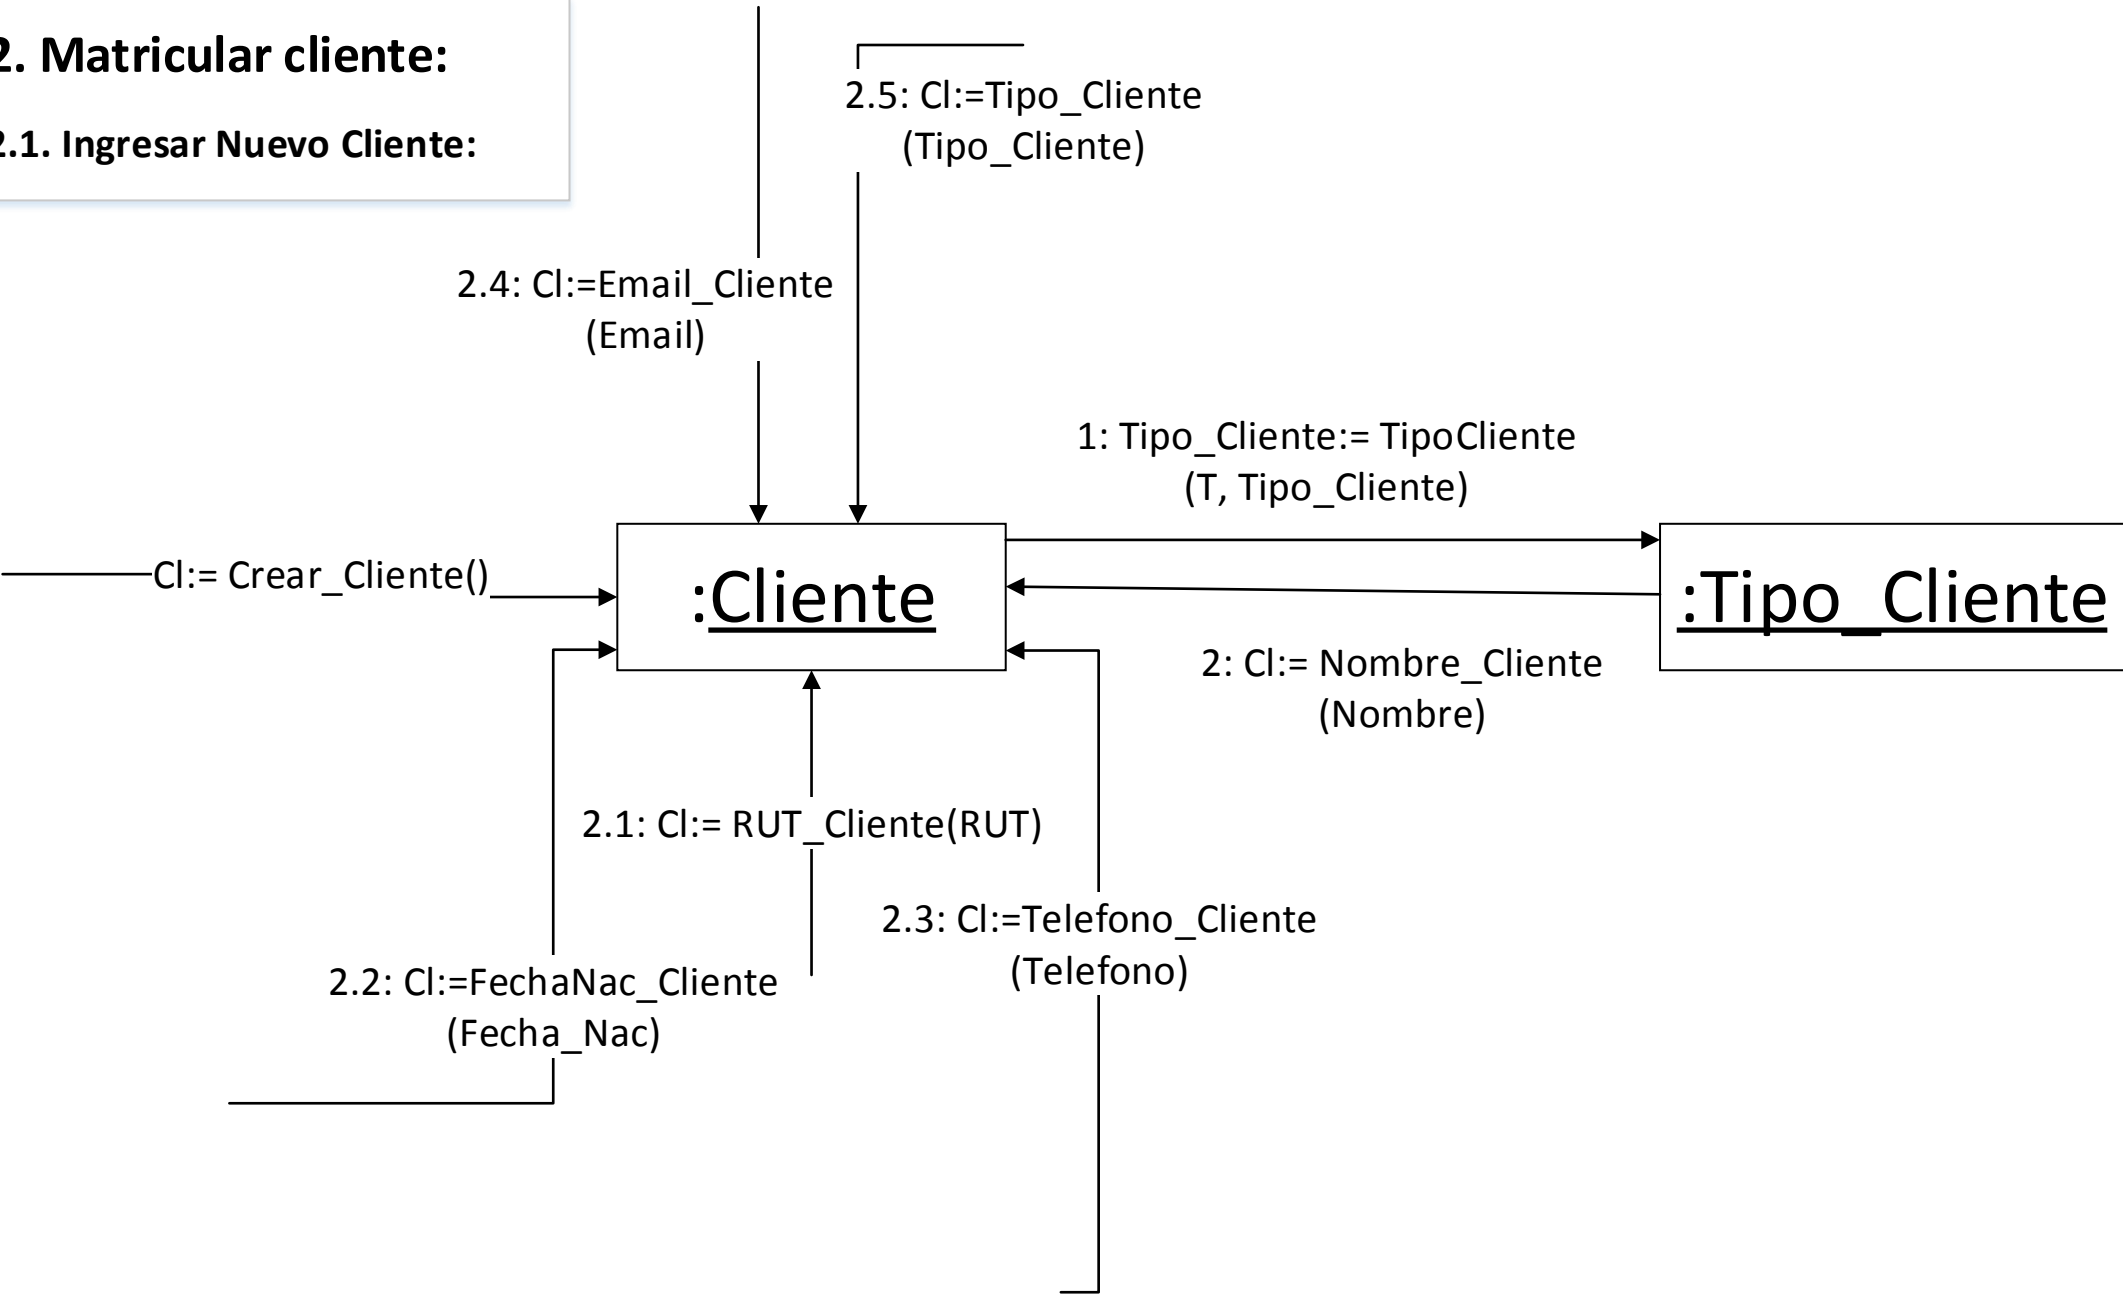 2. Matricular cliente:
2.1. Ingresar Nuevo Cliente:
2.5: Cl:=Tipo_Cliente
(Tipo_Cliente)
2.4: Cl:=Email_Cliente
(Email)
1: Tipo_Cliente:= TipoCliente
(T, Tipo_Cliente)
Cl:= Crear_Cliente()
:Cliente
:Tipo_Cliente
2: Cl:= Nombre_Cliente
(Nombre)
2.1: Cl:= RUT_Cliente(RUT)
2.3: Cl:=Telefono_Cliente
(Telefono)
2.2: Cl:=FechaNac_Cliente
(Fecha_Nac)